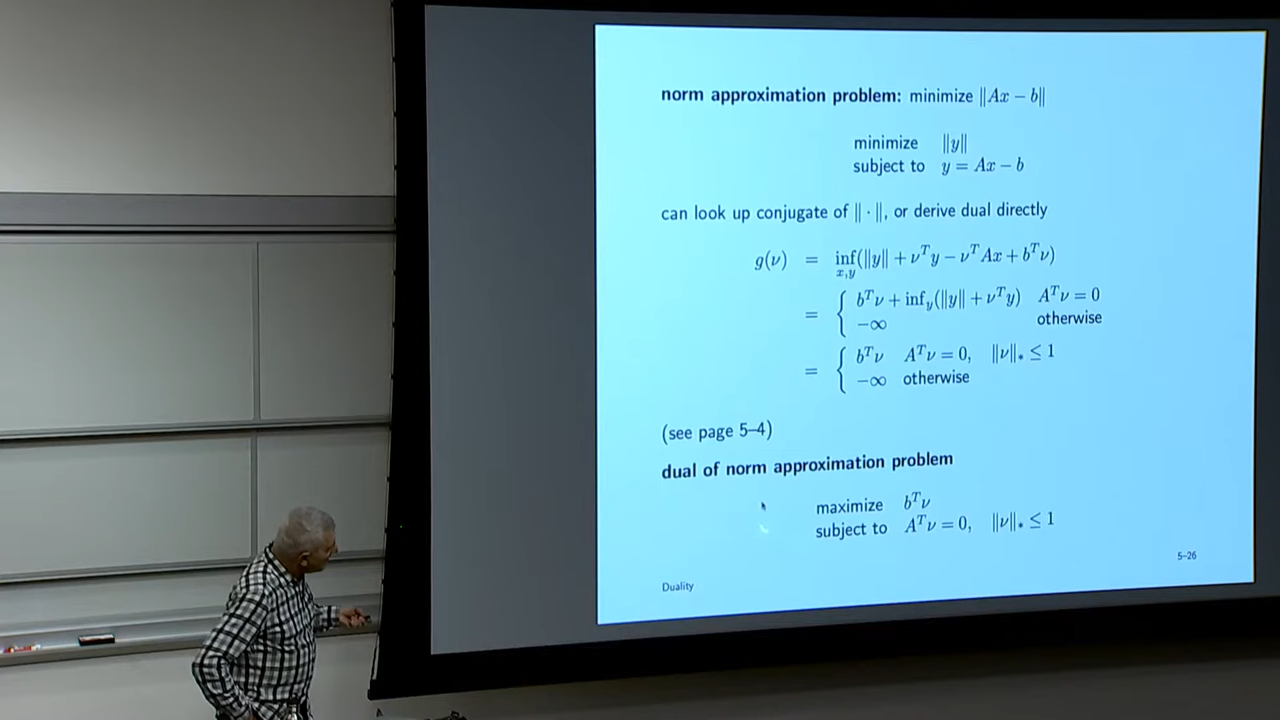 norm approximation problem: minimize ‖Ax − b‖
minimize ‖y‖
subject to y = Ax − b
can look up conjugate of ‖ · ‖, or derive dual directly
g(ν) = inf_{x,y}(‖y‖ + ν^T y − ν^T Ax + b^T ν)
= { b^T ν + inf_y(‖y‖ + ν^T y) A^T ν = 0
−∞ otherwise
= { b^T ν A^T ν = 0, ‖ν‖_* ≤ 1
−∞ otherwise
(see page 5–4)
dual of norm approximation problem
maximize b^T ν
subject to A^T ν = 0, ‖ν‖_* ≤ 1
5-26
Duality